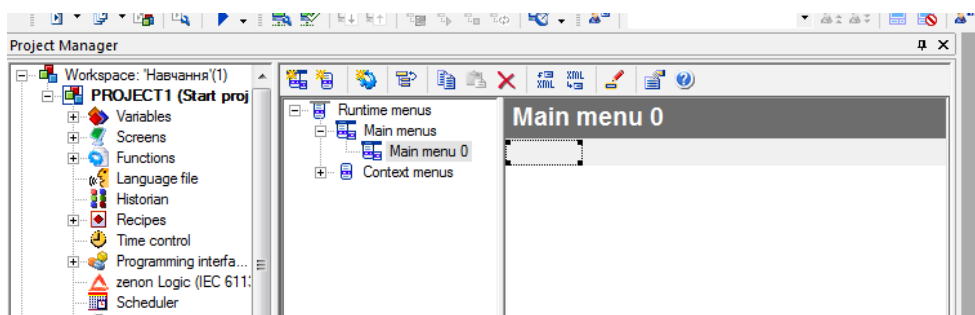 Project Manager
Workspace: 'Навчання'(1)
PROJECT1 (Start proj
Variables
Screens
Functions
Language file
Historian
Recipes
Time control
Programming interfa...
zenon Logic (IEC 611:
Scheduler
XML
XML
Runtime menus
Main menus
Main menu 0
Context menus
Main menu 0